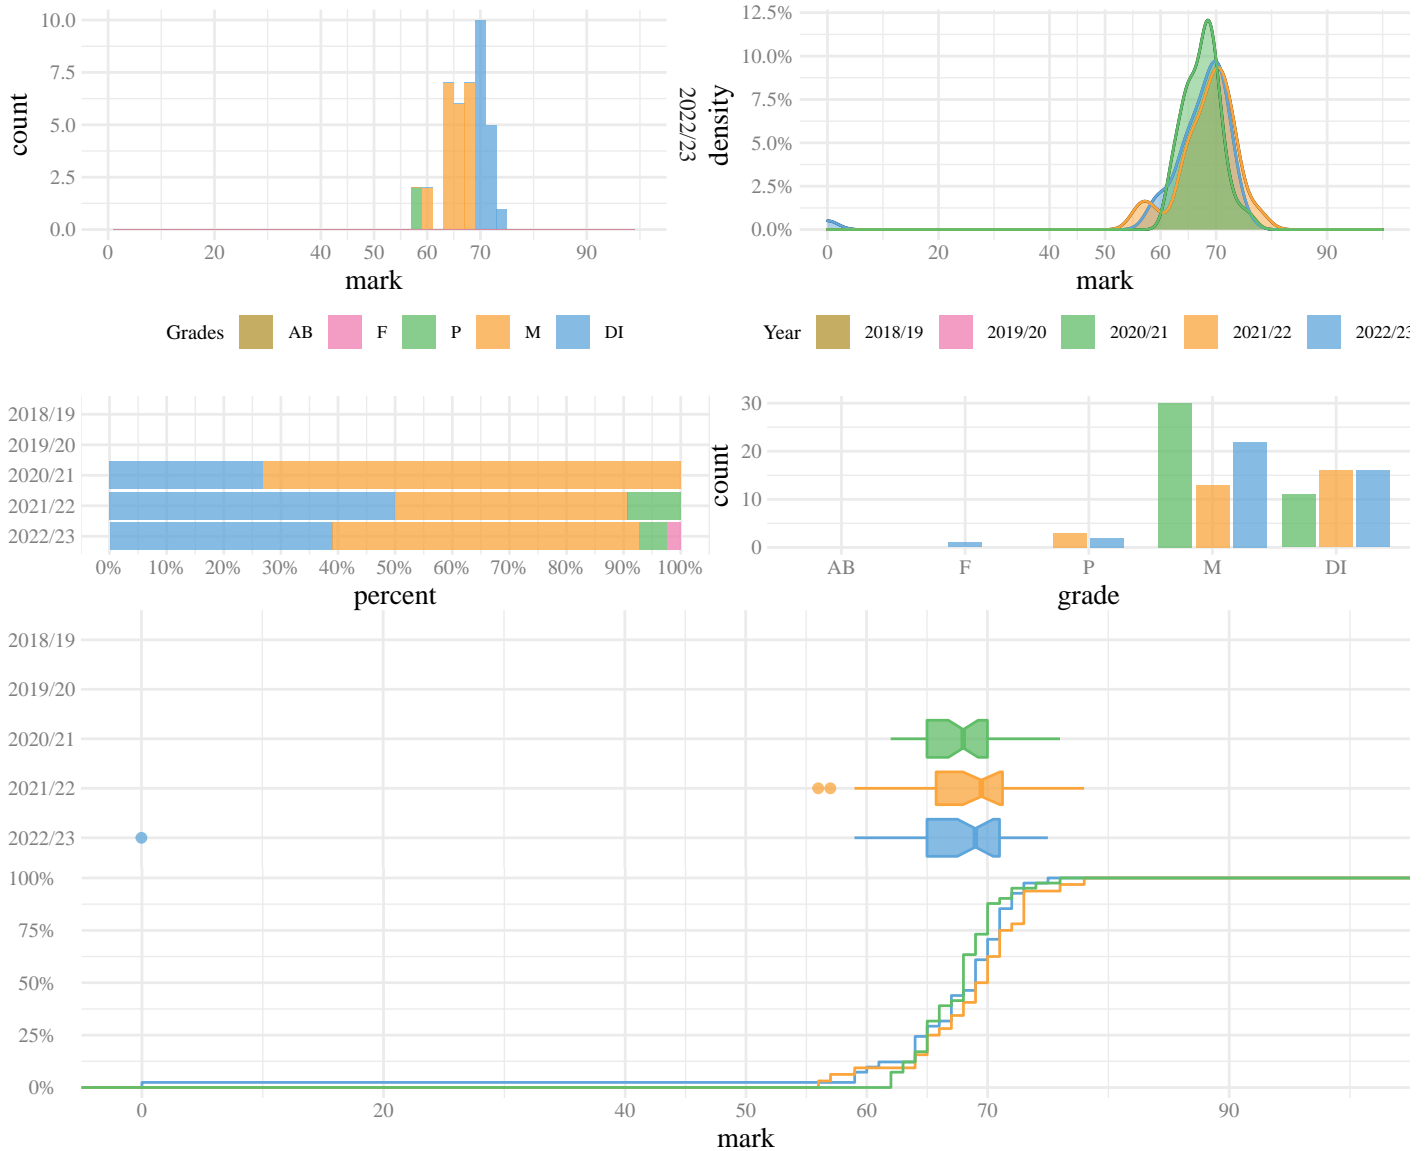 10.0
7.5
5.0
2.5
0.0
count
0 20 40 50 60 70 90
mark
2022/23
12.5%
10.0%
7.5%
5.0%
2.5%
0.0%
density
0 20 40 50 60 70 90
mark
Grades AB F P M DI
Year 2018/19 2019/20 2020/21 2021/22 2022/23
2018/19
2019/20
2020/21
2021/22
2022/23
0% 10% 20% 30% 40% 50% 60% 70% 80% 90% 100%
percent
30
20
10
0
count
AB F P M DI
grade
2018/19
2019/20
2020/21
2021/22
2022/23
100%
75%
50%
25%
0%
0 20 40 50 60 70 90
mark